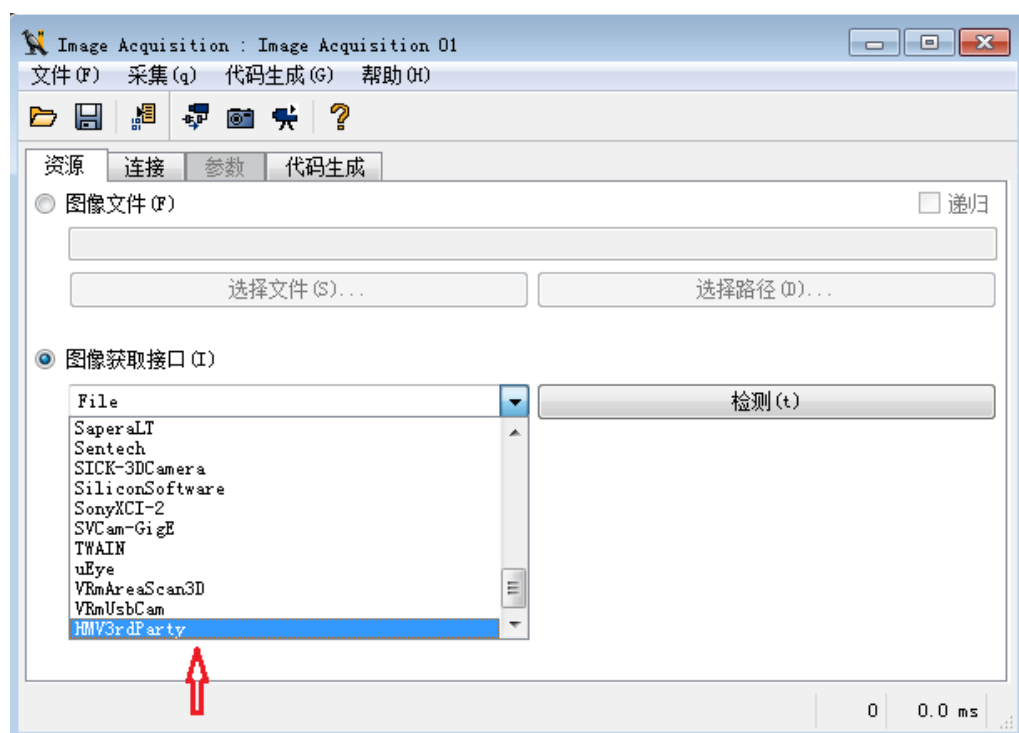 Image Acquisition : Image Acquisition 01
文件(F) 采集(q) 代码生成(G) 帮助(H)
资源 连接 参数 代码生成
图像文件(F) 递归
选择文件(S)... 选择路径(D)...
图像获取接口(I)
File 检测(t)
SaperaLT
Sentech
SICK-3DCamera
SiliconSoftware
SonyXCI-2
SVCam-GigE
TWAIN
uEye
VRmAreaScan3D
VRmUsbCam
HMV3rdParty
0 0.0 ms